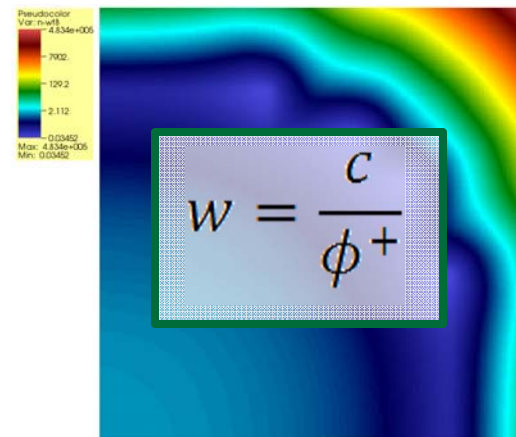 Pseudocolor
Var: n-wf8
4.834e+005
7902.
129.2
2.112
0.03452
Max: 4.834e+005
Min: 0.03452
w = c / ϕ⁺